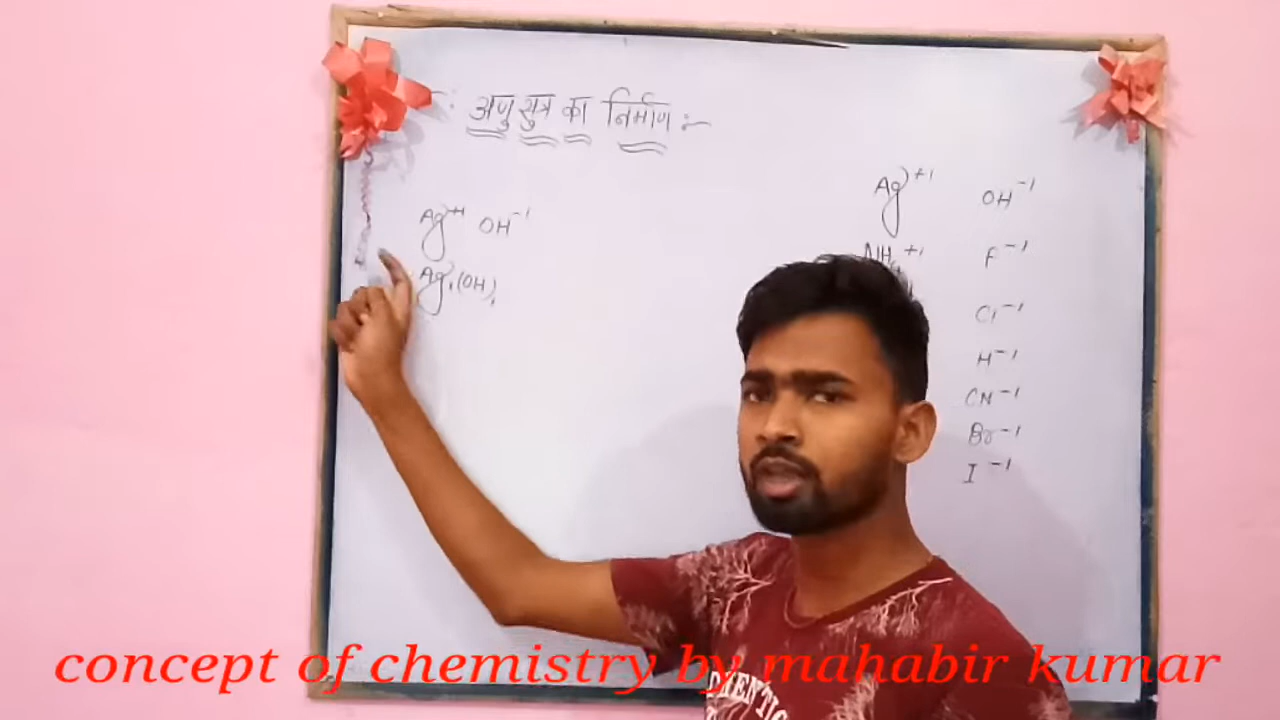 अणु सुत्र का निर्माण :-
Ag+1 OH-1
Ag1(OH)1
Ag+1 OH-1
NH4+1 F-1
Cl-1
H-1
CN-1
Br-1
I-1
concept of chemistry by mahabir kumar